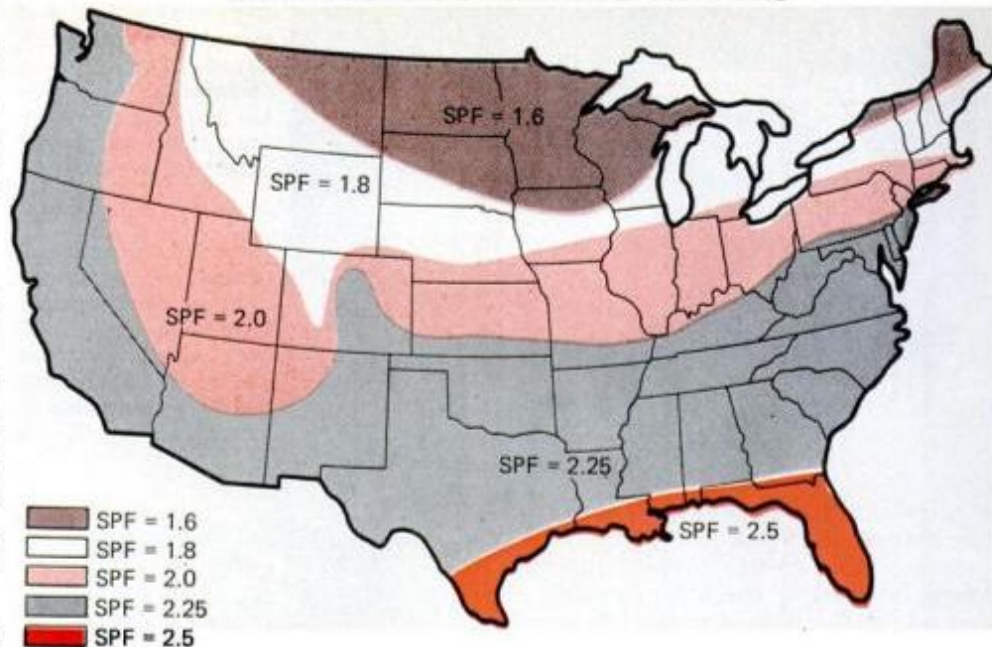 SPF = 1.6
SPF = 1.8
SPF = 2.0
SPF = 2.25
SPF = 2.5
SPF = 1.6
SPF = 1.8
SPF = 2.0
SPF = 2.25
SPF = 2.5